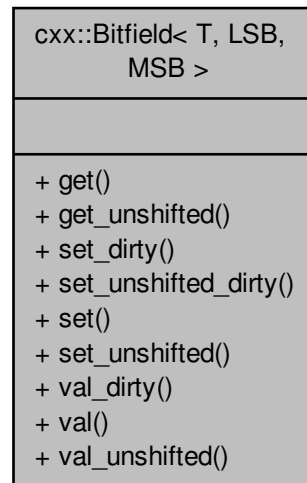 cxx::Bitfield< T, LSB,
MSB >
+ get()
+ get_unshifted()
+ set_dirty()
+ set_unshifted_dirty()
+ set()
+ set_unshifted()
+ val_dirty()
+ val()
+ val_unshifted()